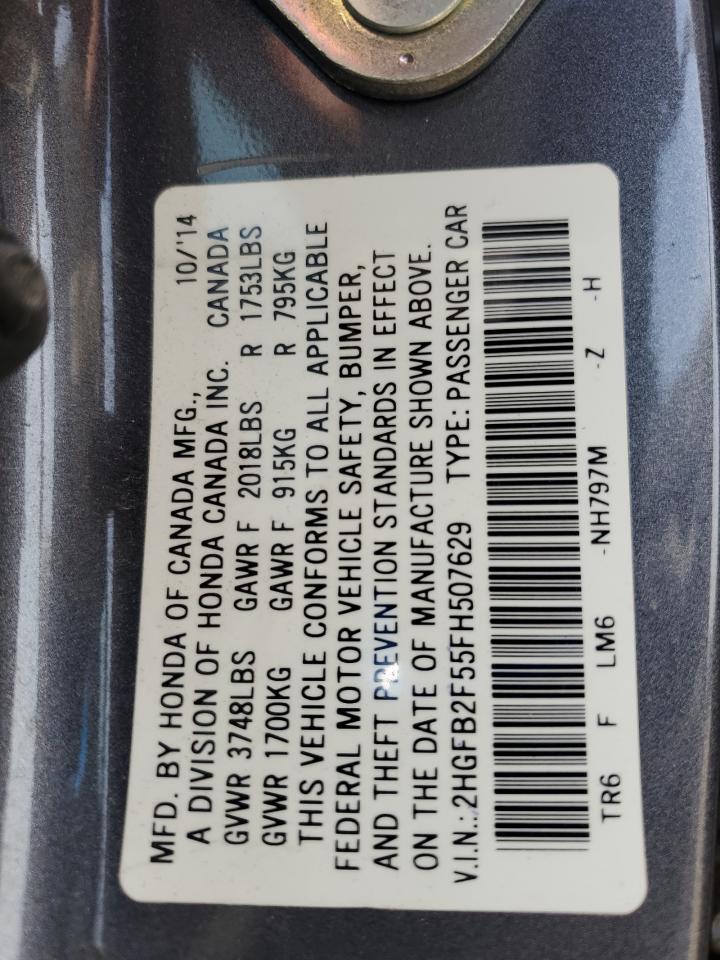 MFD. BY HONDA OF CANADA MFG., 10/'14
A DIVISION OF HONDA CANADA INC. CANADA
GVWR 3748LBS GAWR F 2018LBS R 1753LBS
GVWR 1700KG GAWR F 915KG R 795KG
THIS VEHICLE CONFORMS TO ALL APPLICABLE
FEDERAL MOTOR VEHICLE SAFETY, BUMPER,
AND THEFT PREVENTION STANDARDS IN EFFECT
ON THE DATE OF MANUFACTURE SHOWN ABOVE.
V.I.N.: 2HGFB2F55FH507629 TYPE: PASSENGER CAR
TR6 F LM6 -NH797M -Z -H